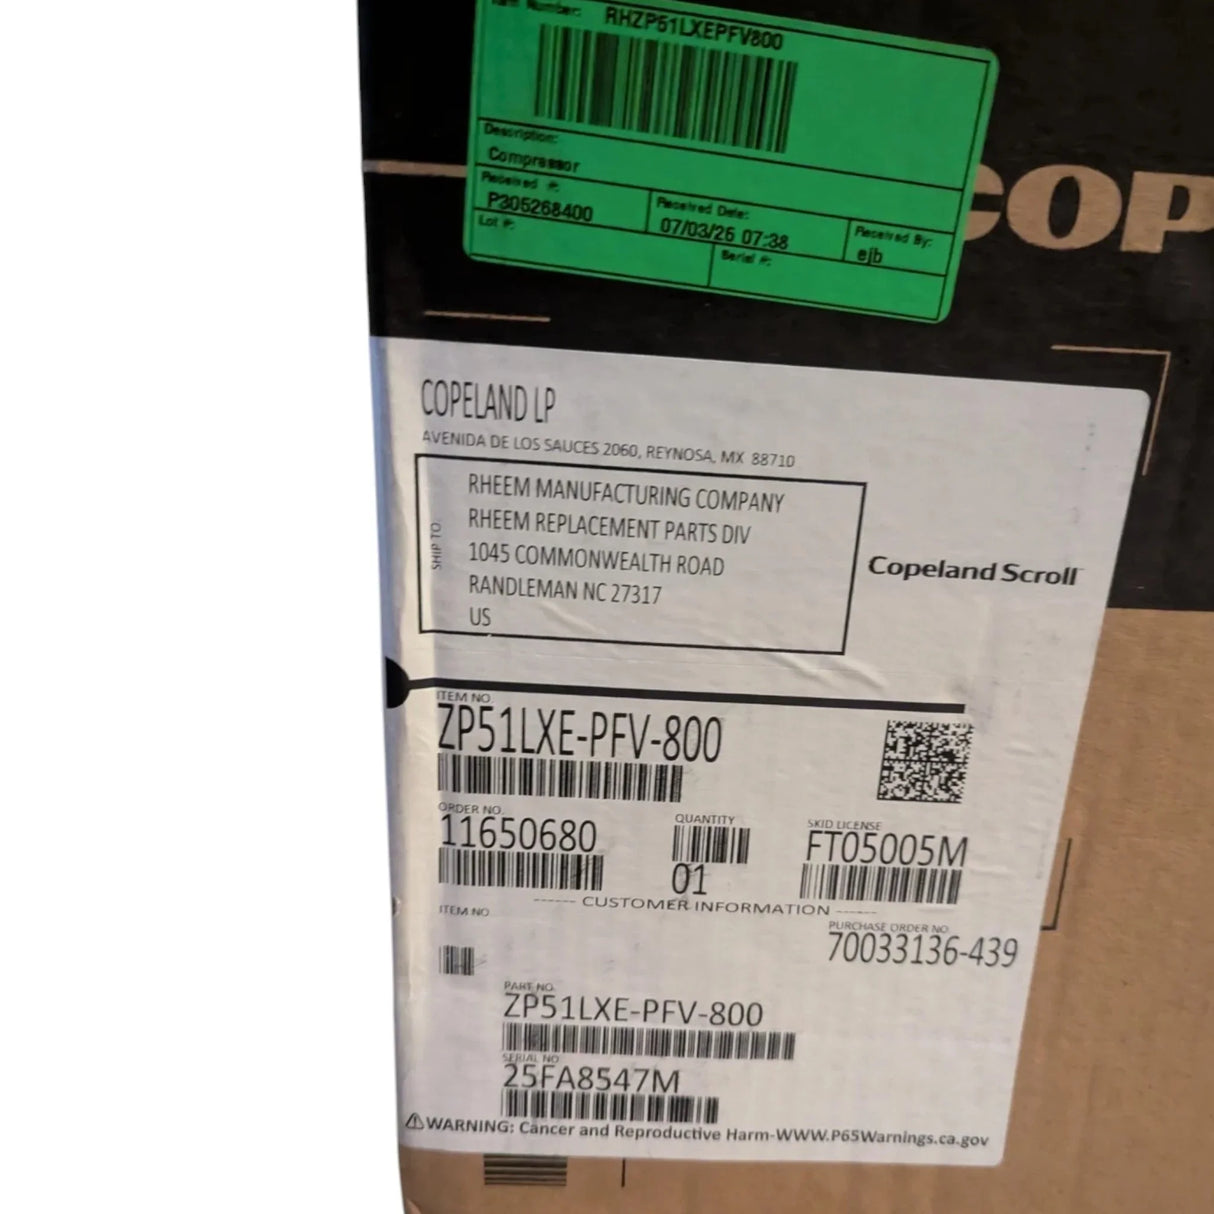 Item Number: RHZP51LXEPFV800
Description:
Compressor
Received #:
P305268400
Received Date:
07/03/25 07:38
Received By:
ejb
Lot #:
Serial #:
COP
COPELAND LP
AVENIDA DE LOS SAUCES 2060, REYNOSA, MX 88710
SHIP TO:
RHEEM MANUFACTURING COMPANY
RHEEM REPLACEMENT PARTS DIV
1045 COMMONWEALTH ROAD
RANDLEMAN NC 27317
US
Copeland Scroll™
ITEM NO.
ZP51LXE-PFV-800
ORDER NO.
11650680
QUANTITY
01
SKID LICENSE
FT05005M
------ CUSTOMER INFORMATION ------
ITEM NO
PURCHASE ORDER NO.
70033136-439
PART NO.
ZP51LXE-PFV-800
SERIAL NO
25FA8547M
⚠WARNING: Cancer and Reproductive Harm-WWW.P65Warnings.ca.gov